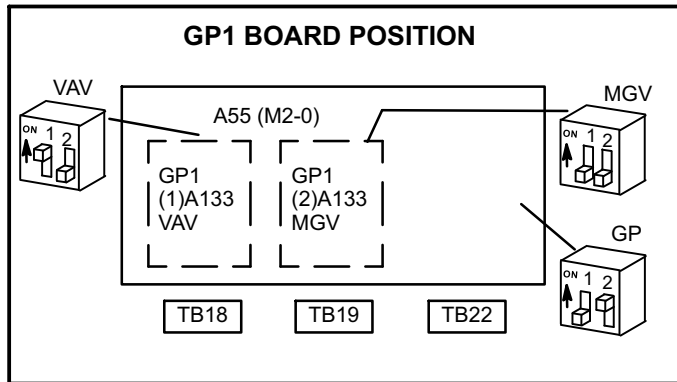 GP1 BOARD POSITION
VAV
ON 1 2
A55 (M2-0)
MGV
ON 1 2
GP1
(1)A133
VAV
GP1
(2)A133
MGV
GP
ON 1 2
TB18
TB19
TB22